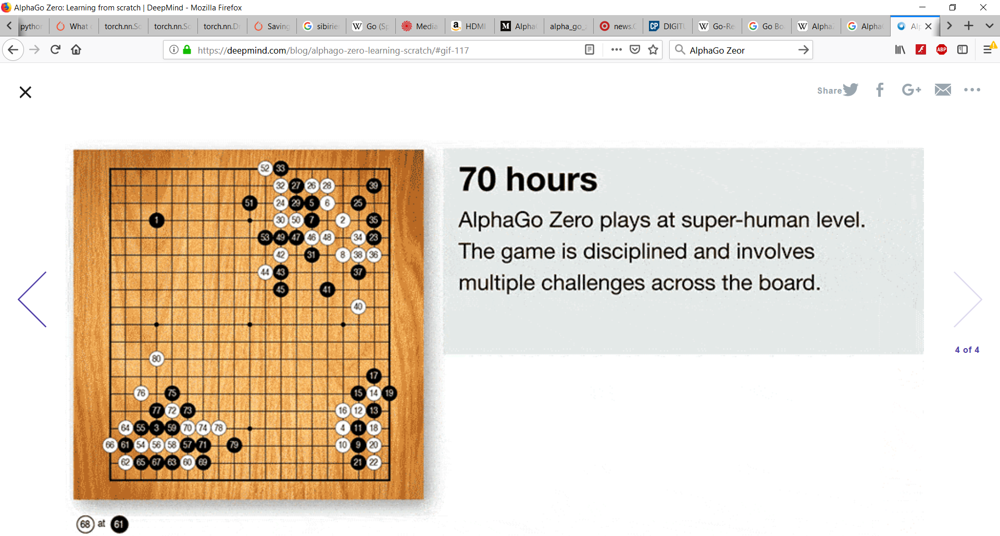 AlphaGo Zero: Learning from scratch | DeepMind - Mozilla Firefox
python What torch.nn.Sc torch.nn.Sc torch.nn.D Saving sibirie Go (Sp Media HDMI Alpha alpha_go_z news. DIGIT Go-Re Go Bo Alpha Alpha Al
https://deepmind.com/blog/alphago-zero-learning-scratch/#gif-117 AlphaGo Zeor ABP
Share G+
52 33
32 27 26 28 39
51 24 29 5 6 25
1 30 50 7 2 35
53 49 47 46 48 34 23
42 31 8 38 36
44 43 37
45 41
40
80
17
76 75 15 14 19
77 72 73 16 12 13
64 55 3 59 70 74 78 4 11 18
66 61 54 56 58 57 71 79 10 9 20
62 65 67 63 60 69 21 22
68 at 61
70 hours
AlphaGo Zero plays at super-human level.
The game is disciplined and involves
multiple challenges across the board.
4 of 4